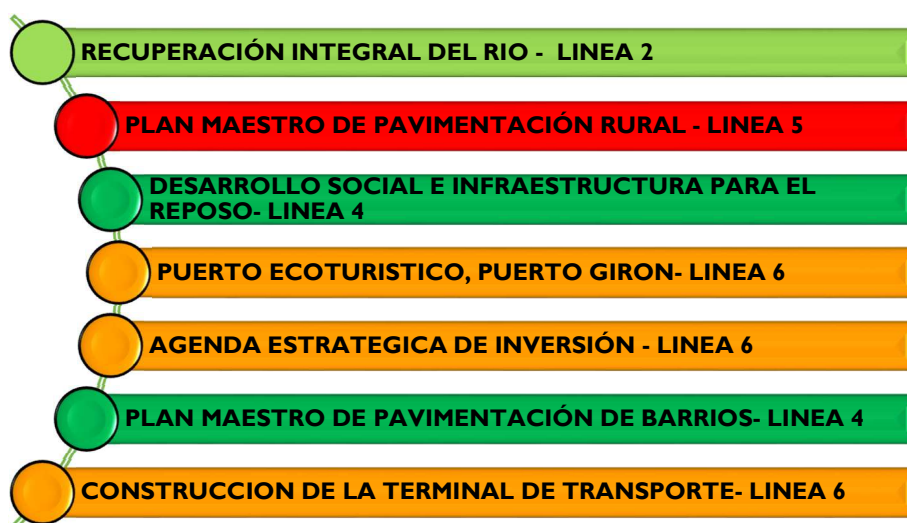 RECUPERACIÓN INTEGRAL DEL RIO - LINEA 2
PLAN MAESTRO DE PAVIMENTACIÓN RURAL - LINEA 5
DESARROLLO SOCIAL E INFRAESTRUCTURA PARA EL
REPOSO- LINEA 4
PUERTO ECOTURISTICO, PUERTO GIRON- LINEA 6
AGENDA ESTRATEGICA DE INVERSIÓN - LINEA 6
PLAN MAESTRO DE PAVIMENTACIÓN DE BARRIOS- LINEA 4
CONSTRUCCION DE LA TERMINAL DE TRANSPORTE- LINEA 6